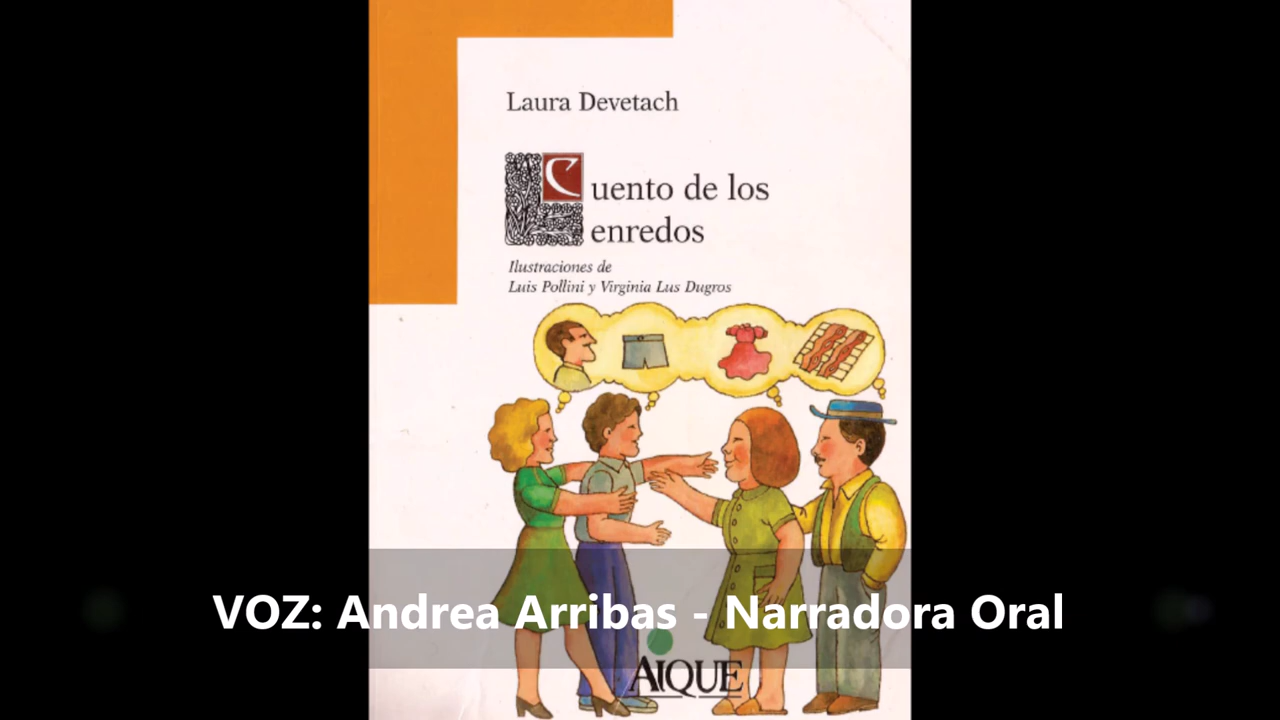 Laura Devetach
Cuento de los
enredos
Ilustraciones de
Luis Pollini y Virginia Lus Dugros
VOZ: Andrea Arribas - Narradora Oral
AIQUE